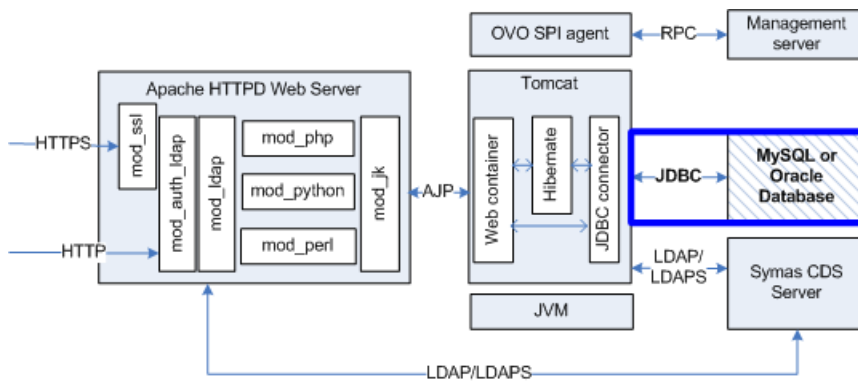 OVO SPI agent
RPC
Management
server
Apache HTTPD Web Server
Tomcat
HTTPS
mod_ssl
mod_auth_ldap
mod_ldap
mod_php
mod_python
mod_perl
mod_jk
AJP
Web container
Hibernate
JDBC connector
JDBC
MySQL or
Oracle
Database
HTTP
LDAP/
LDAPS
Symas CDS
Server
JVM
LDAP/LDAPS